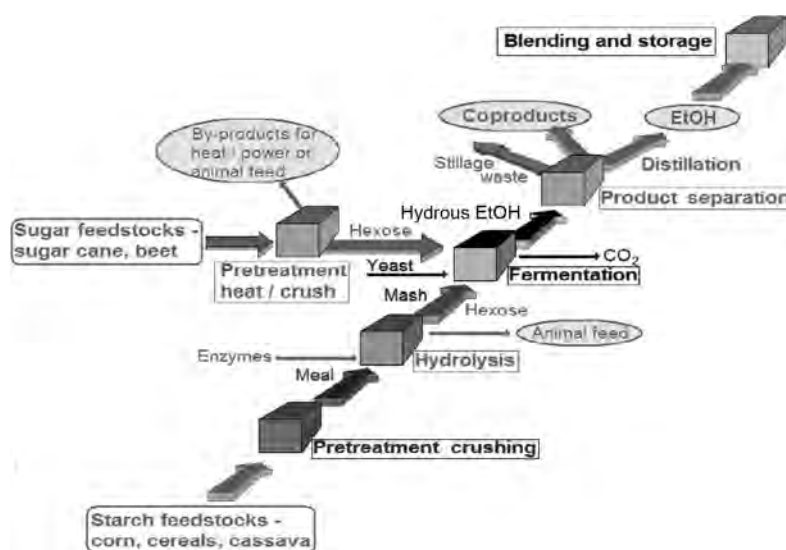 Blending and storage
By-products for
heat / power or
animal feed
Coproducts
EtOH
Stillage
waste
Distillation
Product separation
Hydrous EtOH
Sugar feedstocks -
sugar cane, beet
Hexose
Pretreatment
heat / crush
Yeast
CO₂
Fermentation
Mash
Hexose
Enzymes
Animal feed
Hydrolysis
Meal
Pretreatment crushing
Starch feedstocks -
corn, cereals, cassava